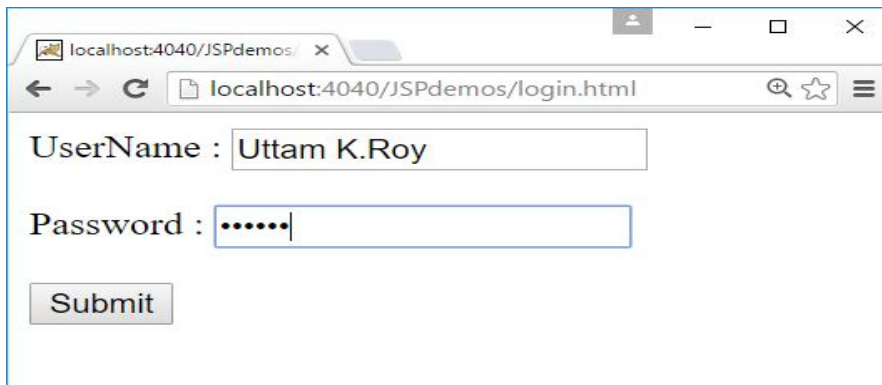 localhost:4040/JSPdemos/
localhost:4040/JSPdemos/login.html
UserName : Uttam K.Roy
Password : ••••••
Submit